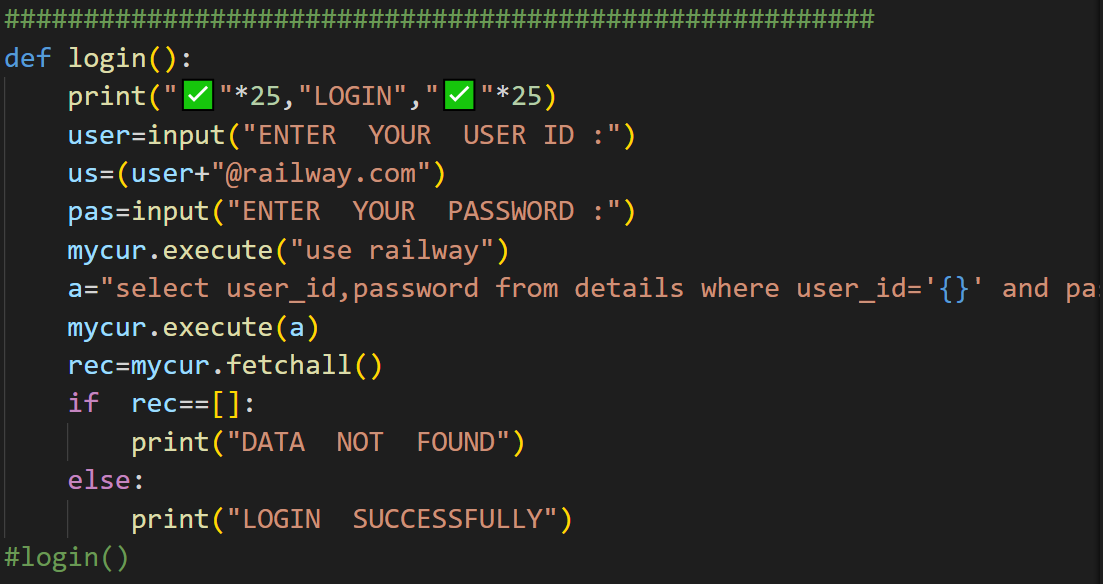 #######################################################
def login():
    print("✅"*25,"LOGIN","✅"*25)
    user=input("ENTER  YOUR  USER ID :")
    us=(user+"@railway.com")
    pas=input("ENTER  YOUR  PASSWORD :")
    mycur.execute("use railway")
    a="select user_id,password from details where user_id='{}' and pa
    mycur.execute(a)
    rec=mycur.fetchall()
    if  rec==[]:
        print("DATA  NOT  FOUND")
    else:
        print("LOGIN  SUCCESSFULLY")
#login()